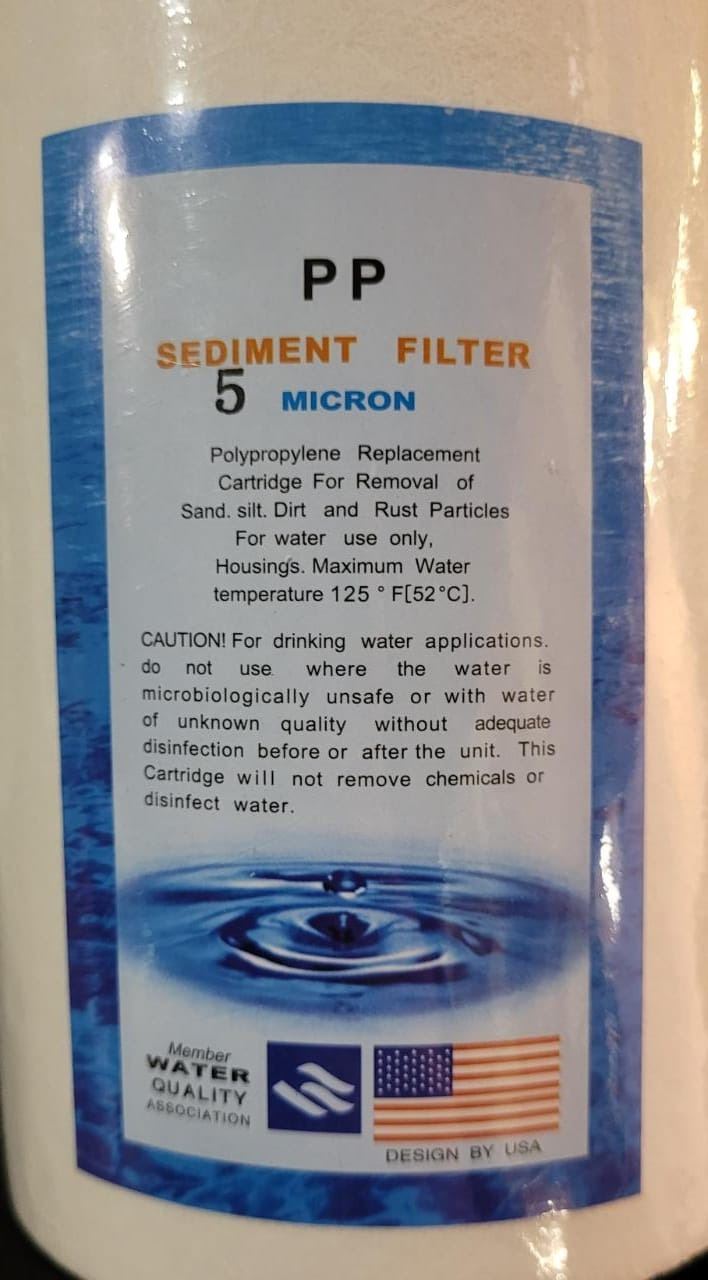 PP
SEDIMENT FILTER
5 MICRON
Polypropylene Replacement
Cartridge For Removal of
Sand. silt. Dirt and Rust Particles
For water use only,
Housings. Maximum Water
temperature 125 ° F[52°C].
CAUTION! For drinking water applications.
do not use where the water is
microbiologically unsafe or with water
of unknown quality without adequate
disinfection before or after the unit. This
Cartridge will not remove chemicals or
disinfect water.
Member
WATER
QUALITY
ASSOCIATION
DESIGN BY USA